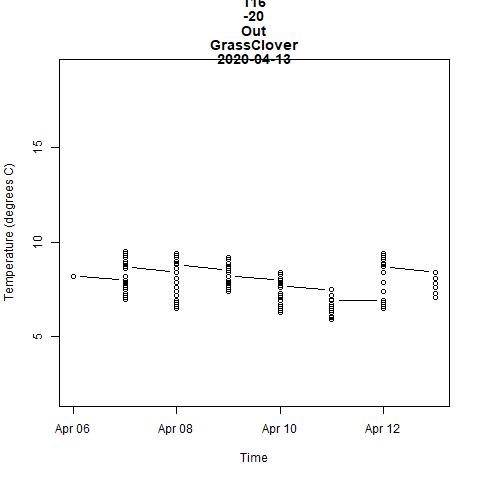 116
-20
Out
GrassClover
2020-04-13
Temperature (degrees C)
15
10
5
Apr 06
Apr 08
Apr 10
Apr 12
Time